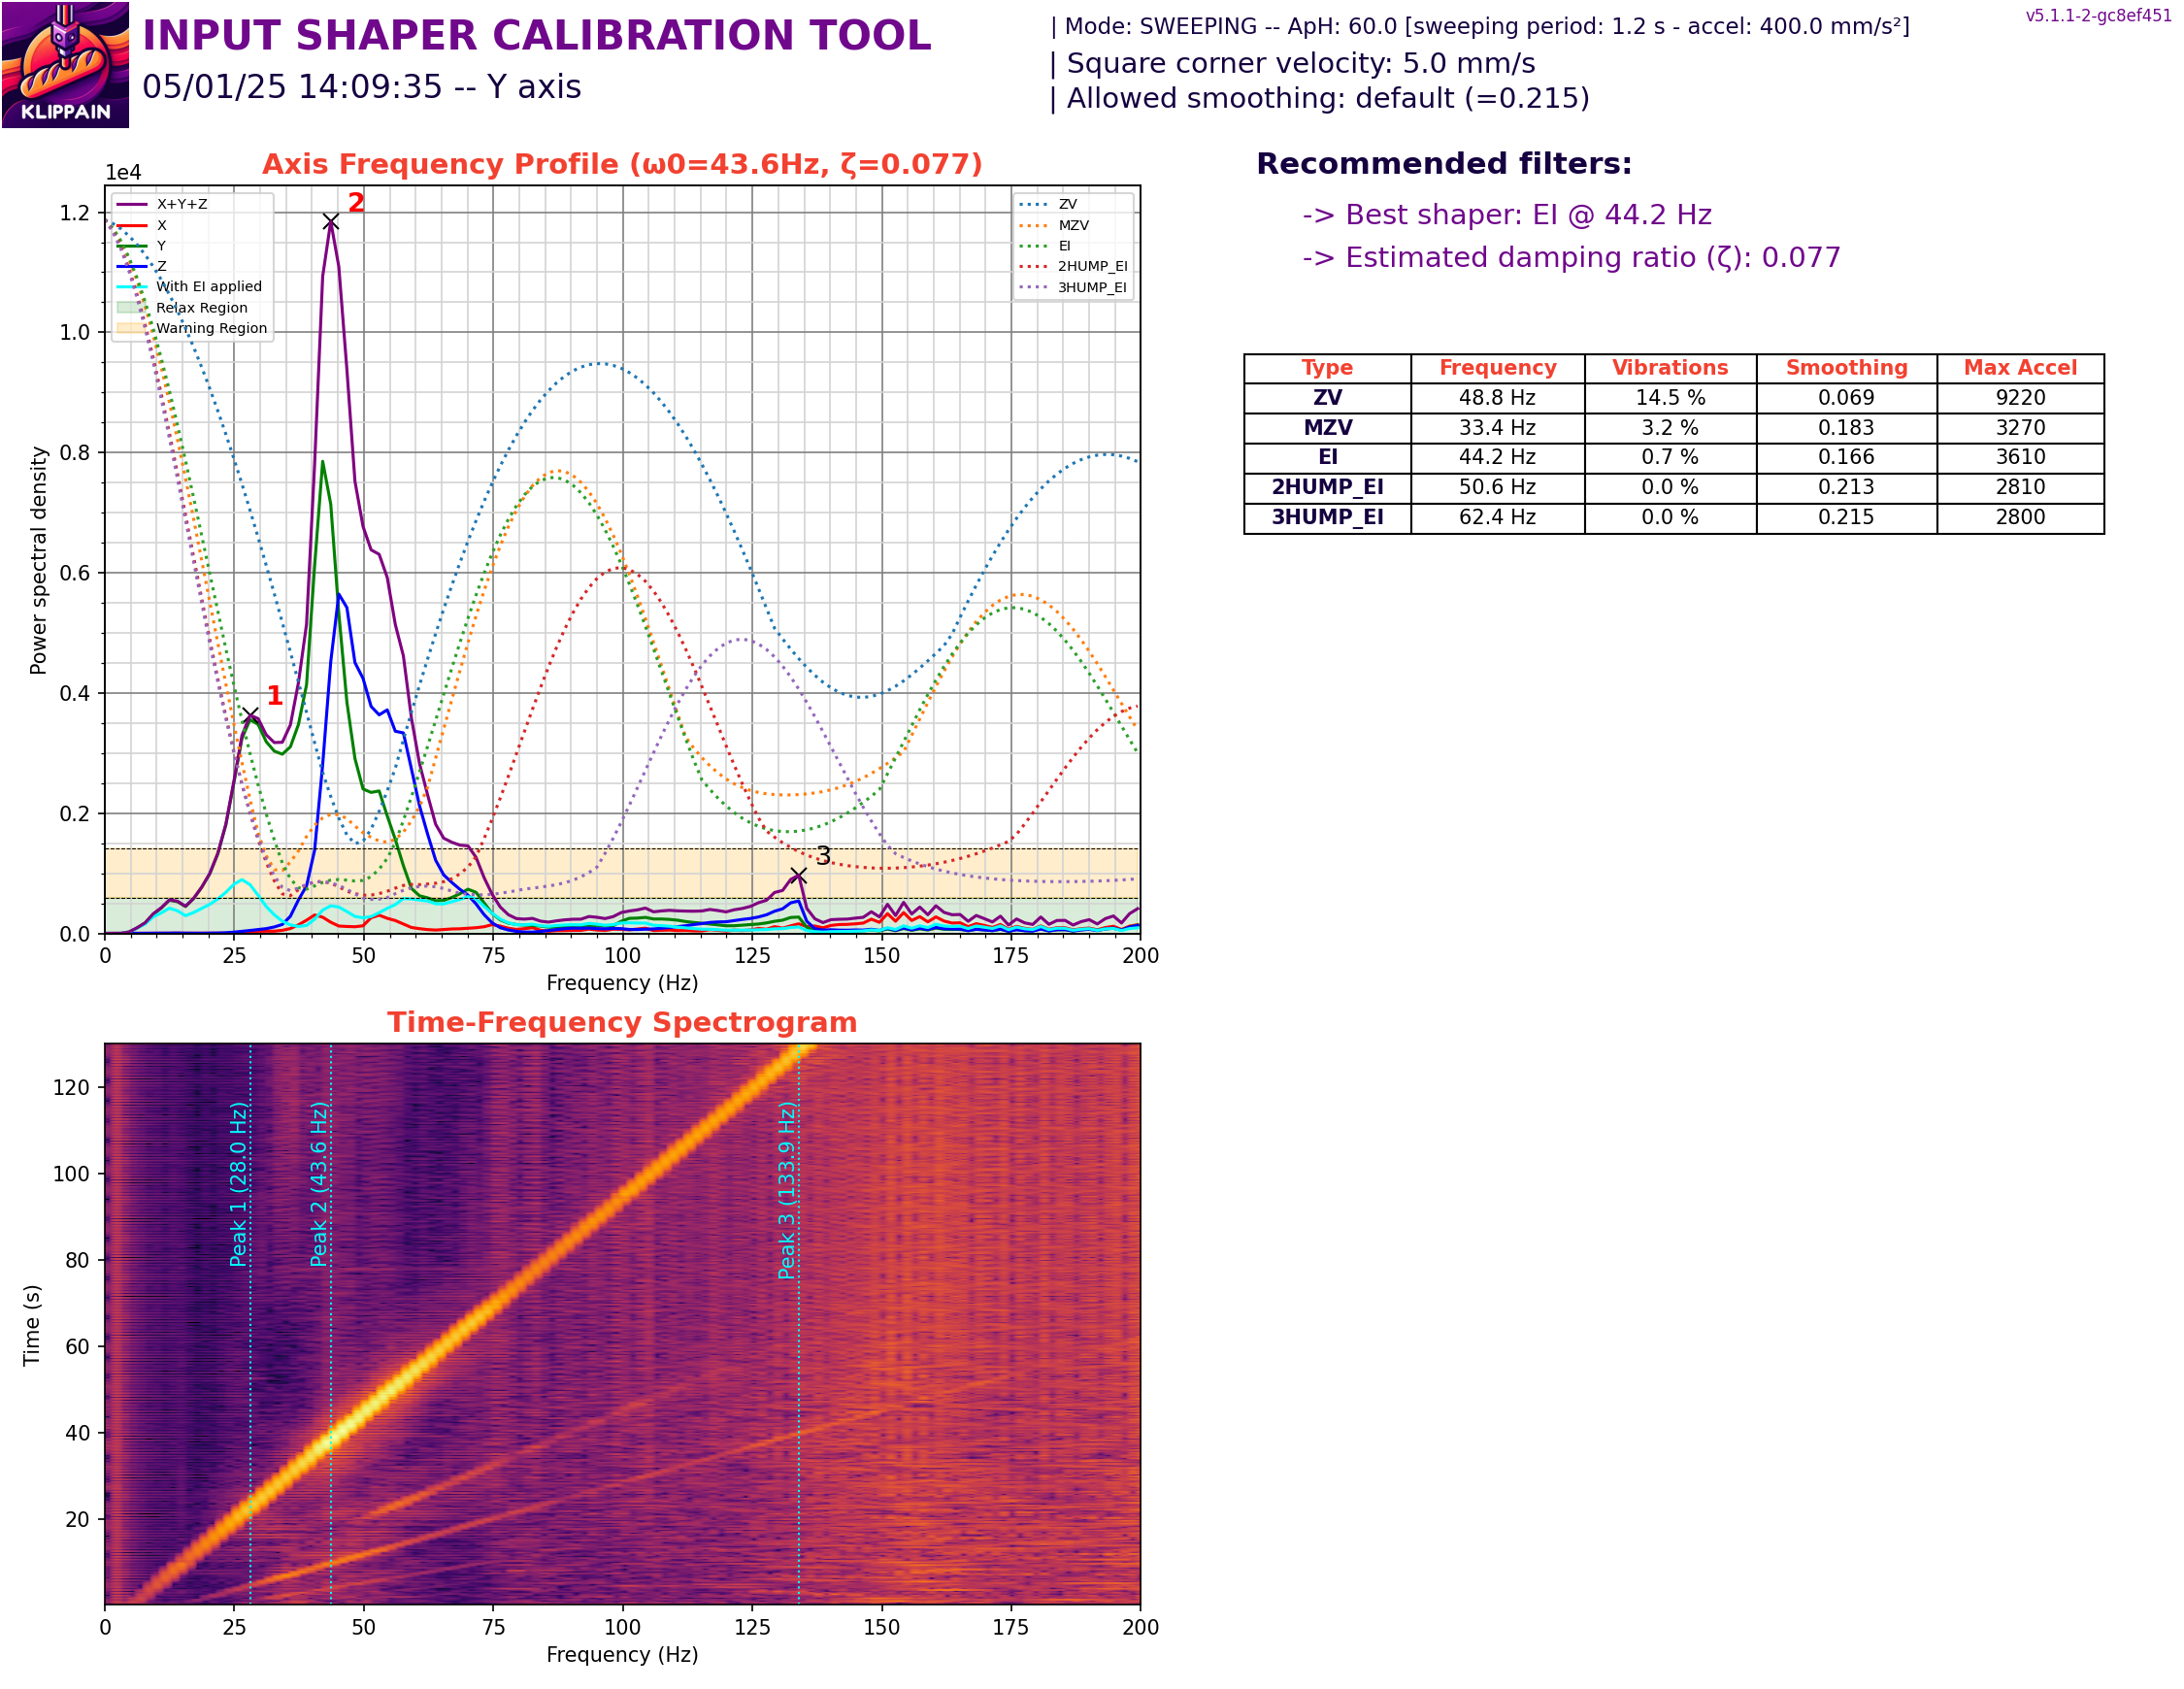 KLIPPAIN
INPUT SHAPER CALIBRATION TOOL
05/01/25 14:09:35 -- Y axis
| Mode: SWEEPING -- ApH: 60.0 [sweeping period: 1.2 s - accel: 400.0 mm/s²]
| Square corner velocity: 5.0 mm/s
| Allowed smoothing: default (=0.215)
v5.1.1-2-gc8ef451
Axis Frequency Profile (ω0=43.6Hz, ζ=0.077)
1e4
X+Y+Z
X
Y
Z
With EI applied
Relax Region
Warning Region
ZV
MZV
EI
2HUMP_EI
3HUMP_EI
1
2
3
Power spectral density
1.2
1.0
0.8
0.6
0.4
0.2
0.0
0 25 50 75 100 125 150 175 200
Frequency (Hz)
Recommended filters:
-> Best shaper: EI @ 44.2 Hz
-> Estimated damping ratio (ζ): 0.077
Type Frequency Vibrations Smoothing Max Accel
ZV 48.8 Hz 14.5 % 0.069 9220
MZV 33.4 Hz 3.2 % 0.183 3270
EI 44.2 Hz 0.7 % 0.166 3610
2HUMP_EI 50.6 Hz 0.0 % 0.213 2810
3HUMP_EI 62.4 Hz 0.0 % 0.215 2800
Time-Frequency Spectrogram
Time (s)
120
100
80
60
40
20
Peak 1 (28.0 Hz)
Peak 2 (43.6 Hz)
Peak 3 (133.9 Hz)
0 25 50 75 100 125 150 175 200
Frequency (Hz)